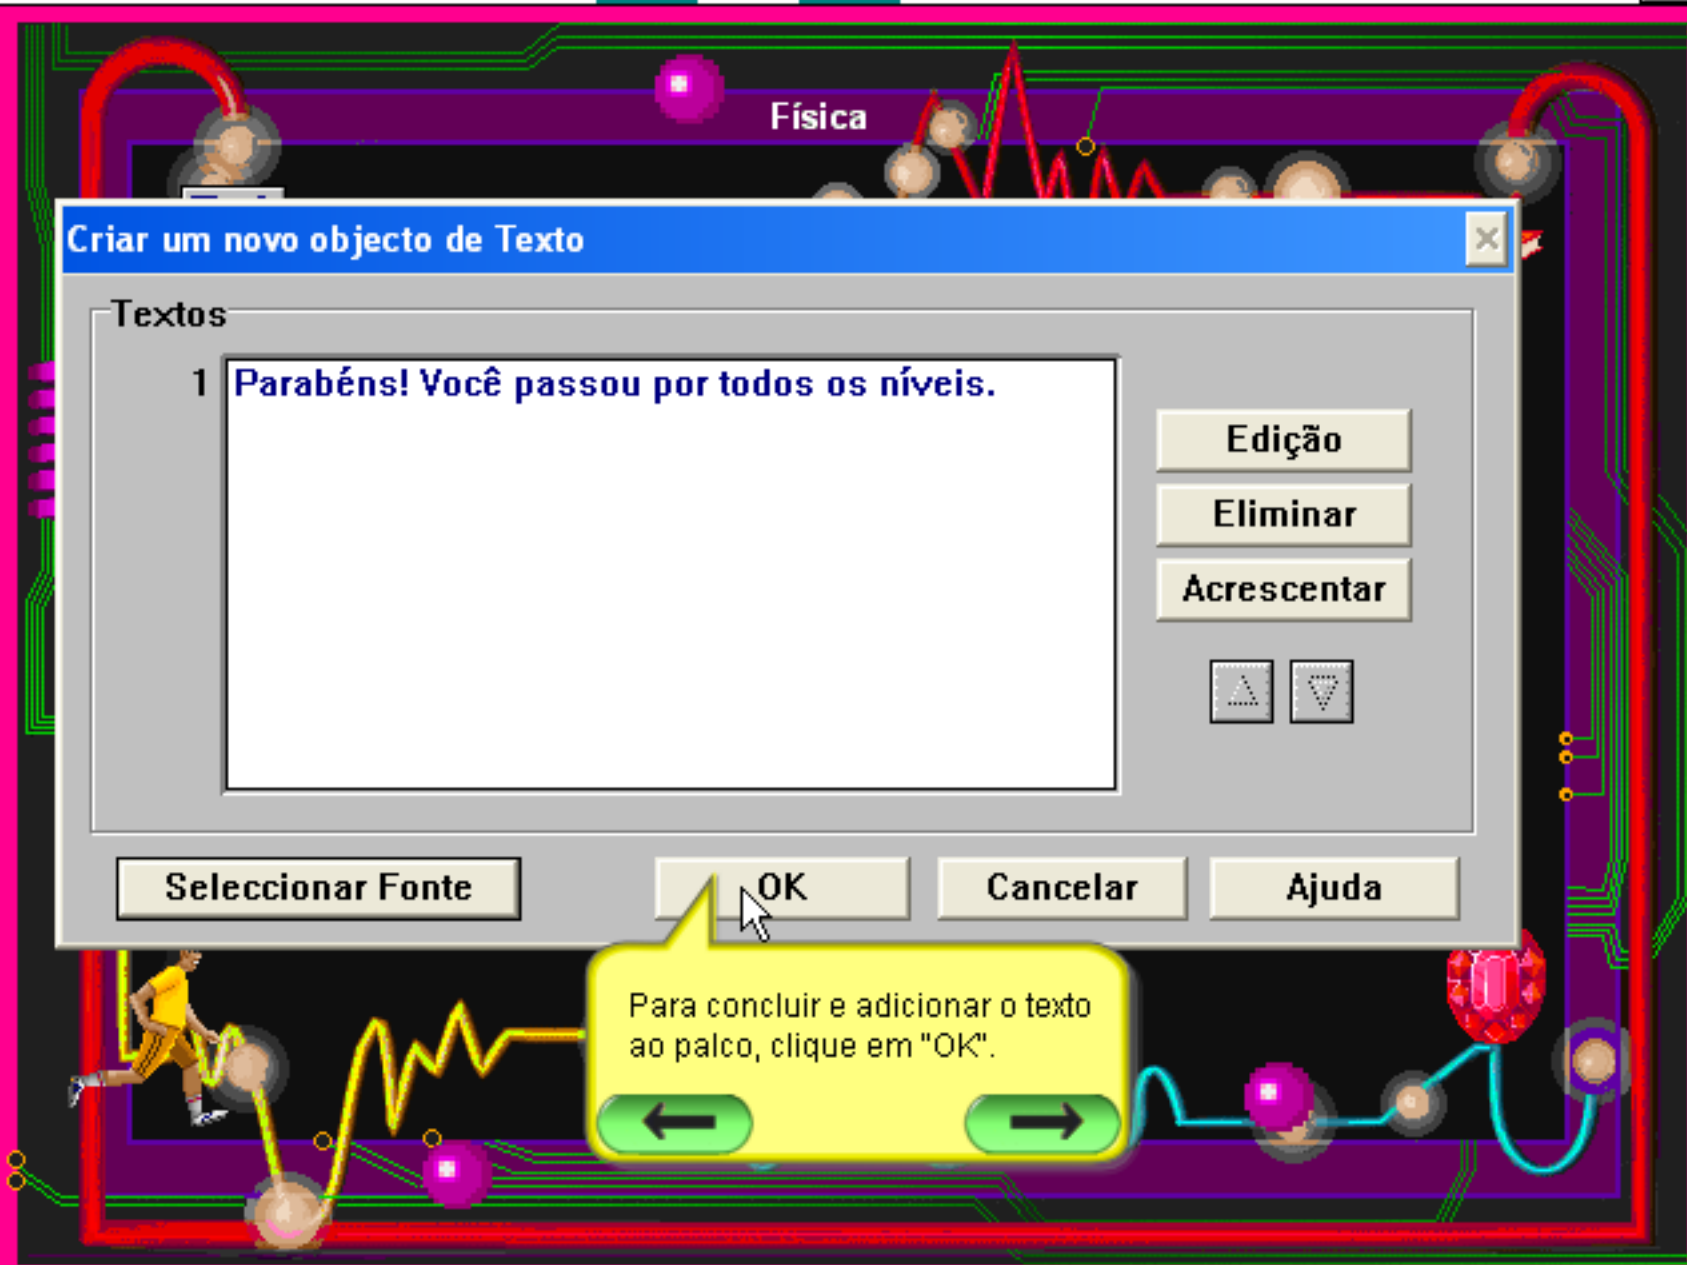 Física
Criar um novo objecto de Texto
Textos
1 Parabéns! Você passou por todos os níveis.
Edição
Eliminar
Acrescentar
Seleccionar Fonte OK Cancelar Ajuda
Para concluir e adicionar o texto
ao palco, clique em "OK".